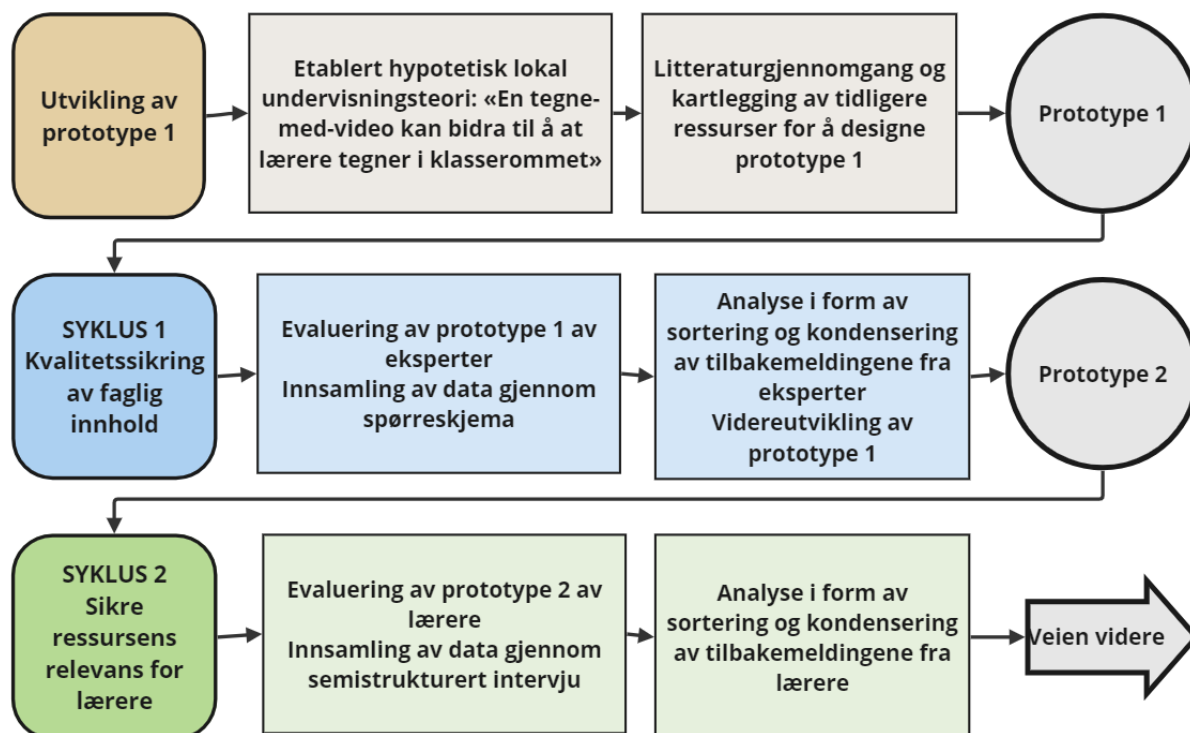 Utvikling av
prototype 1
Etablert hypotetisk lokal
undervisningsteori: «En tegne-
med-video kan bidra til å at
lærere tegner i klasserommet»
Litteraturgjennomgang og
kartlegging av tidligere
ressurser for å designe
prototype 1
Prototype 1
SYKLUS 1
Kvalitetssikring
av faglig
innhold
Evaluering av prototype 1 av
eksperter
Innsamling av data gjennom
spørreskjema
Analyse i form av
sortering og kondensering
av tilbakemeldingene fra
eksperter
Videreutvikling av
prototype 1
Prototype 2
SYKLUS 2
Sikre
ressursens
relevans for
lærere
Evaluering av prototype 2 av
lærere
Innsamling av data gjennom
semistrukturert intervju
Analyse i form av
sortering og kondensering
av tilbakemeldingene fra
lærere
Veien videre